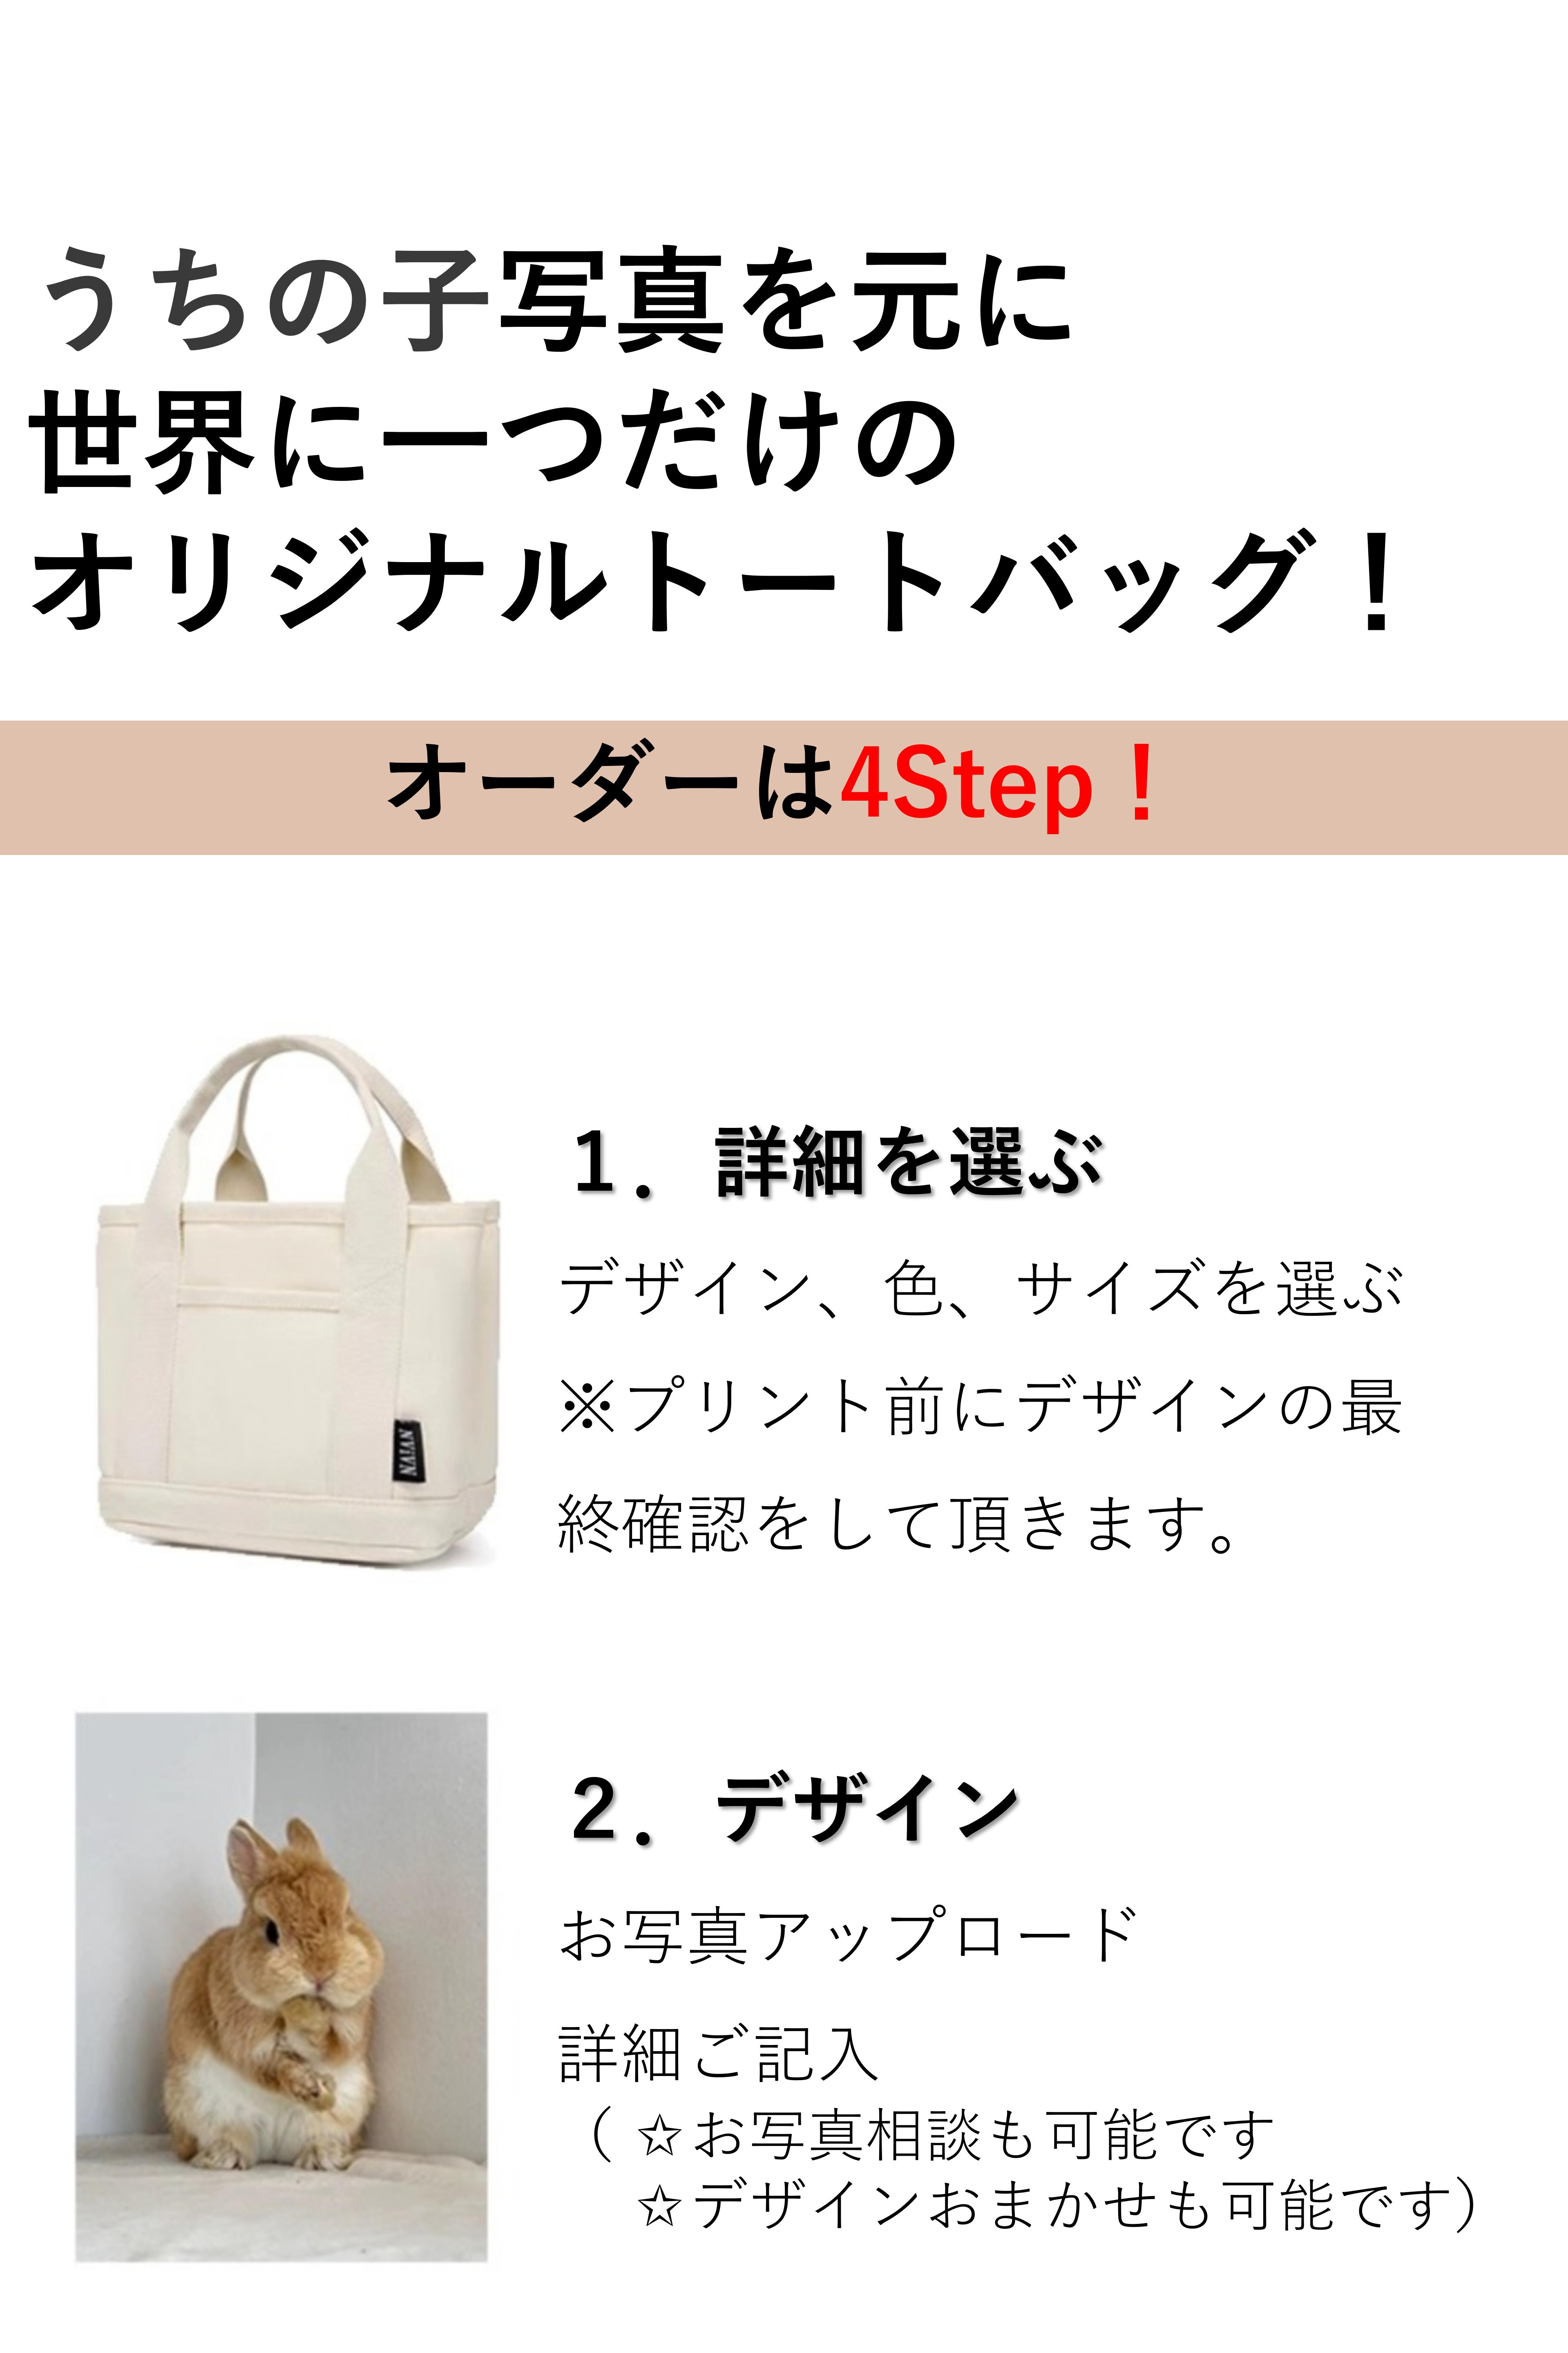 うちの子写真を元に
世界に一つだけの
オリジナルトートバッグ！
オーダーは4Step！
１．詳細を選ぶ
デザイン、色、サイズを選ぶ
※プリント前にデザインの最
終確認をして頂きます。
NAIAN
２．デザイン
お写真アップロード
詳細ご記入
（ ☆お写真相談も可能です
☆デザインおまかせも可能です）